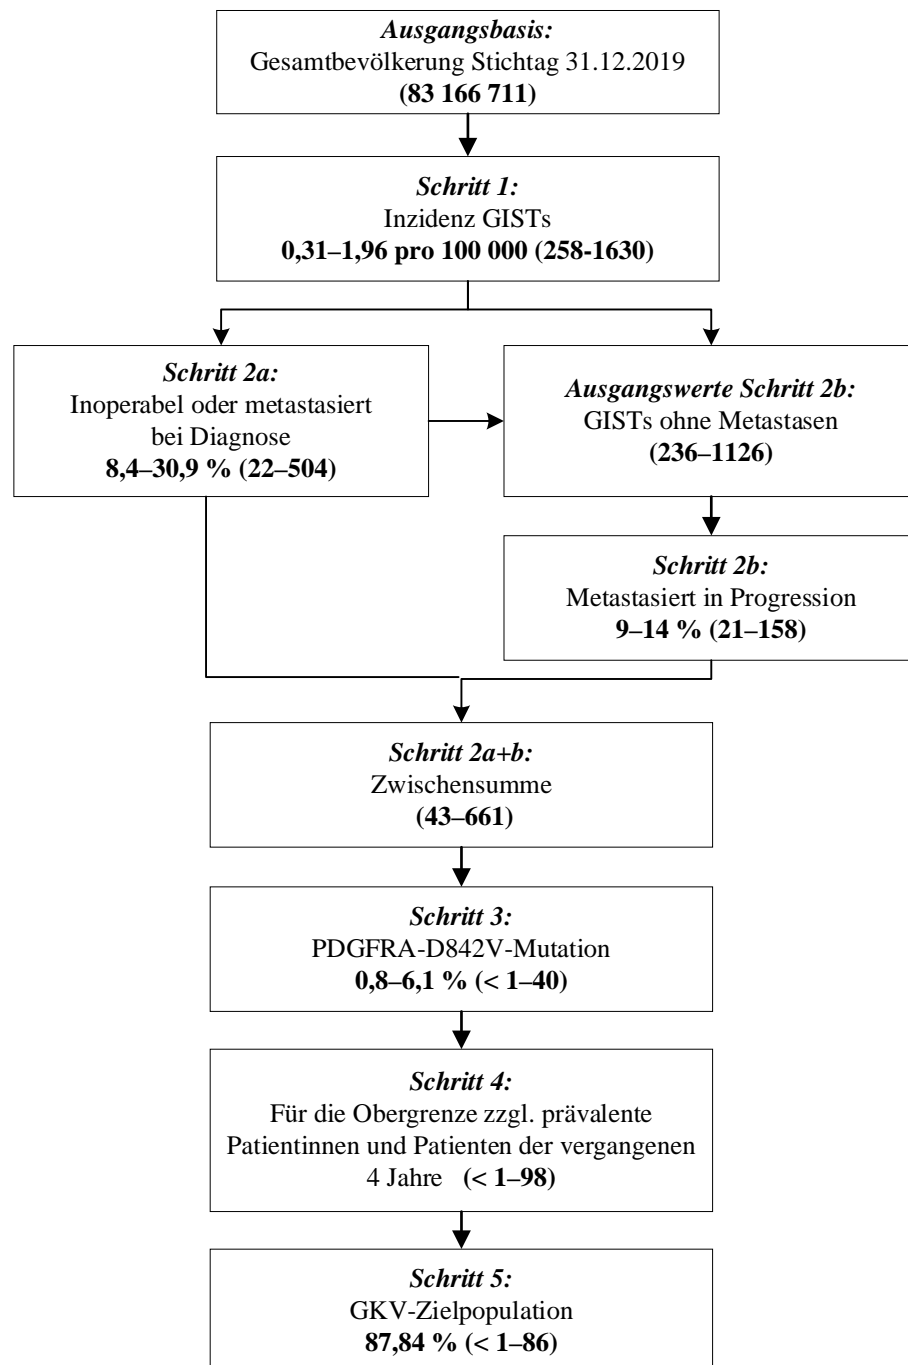 Ausgangsbasis:
Gesamtbevölkerung Stichtag 31.12.2019
(83 166 711)
Schritt 1:
Inzidenz GISTs
0,31–1,96 pro 100 000 (258-1630)
Schritt 2a:
Inoperabel oder metastasiert
bei Diagnose
8,4–30,9 % (22–504)
Ausgangswerte Schritt 2b:
GISTs ohne Metastasen
(236–1126)
Schritt 2b:
Metastasiert in Progression
9–14 % (21–158)
Schritt 2a+b:
Zwischensumme
(43–661)
Schritt 3:
PDGFRA-D842V-Mutation
0,8–6,1 % (< 1–40)
Schritt 4:
Für die Obergrenze zzgl. prävalente
Patientinnen und Patienten der vergangenen
4 Jahre (< 1–98)
Schritt 5:
GKV-Zielpopulation
87,84 % (< 1–86)